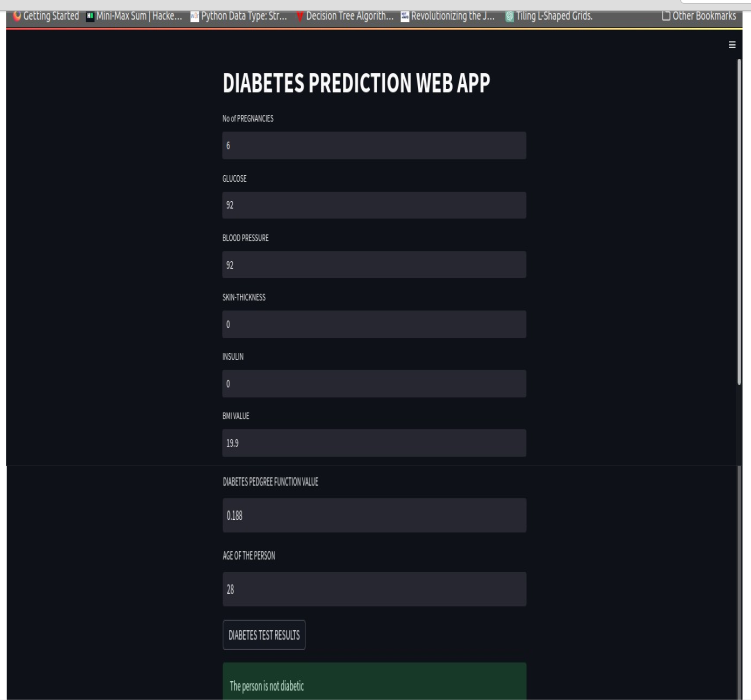 Getting Started Mini-Max Sum | Hacke... Python Data Type: Str... Decision Tree Algorith... Revolutionizing the J... Tiling L-Shaped Grids. Other Bookmarks
DIABETES PREDICTION WEB APP
No of PREGNANCIES
6
GLUCOSE
92
BLOOD PRESSURE
92
SKIN-THICKNESS
0
INSULIN
0
BMI VALUE
19.9
DIABETES PEDGREE FUNCTION VALUE
0.188
AGE OF THE PERSON
28
DIABETES TEST RESULTS
The person is not diabetic